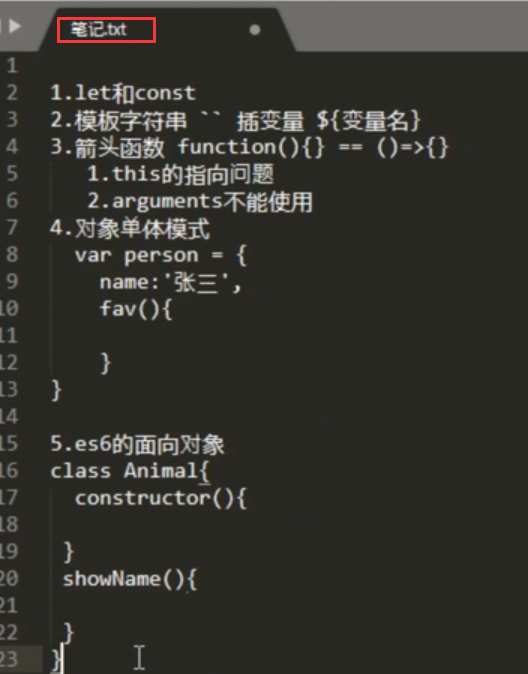 笔记.txt
1
2 1.let和const
3 2.模板字符串 `` 插变量 ${变量名}
4 3.箭头函数 function(){} == ()=>{}
5 1.this的指向问题
6 2.arguments不能使用
7 4.对象单体模式
8 var person = {
9 name:'张三',
10 fav(){
11
12 }
13 }
14
15 5.es6的面向对象
16 class Animal{
17 constructor(){
18
19 }
20 showName(){
21
22 }
23 }